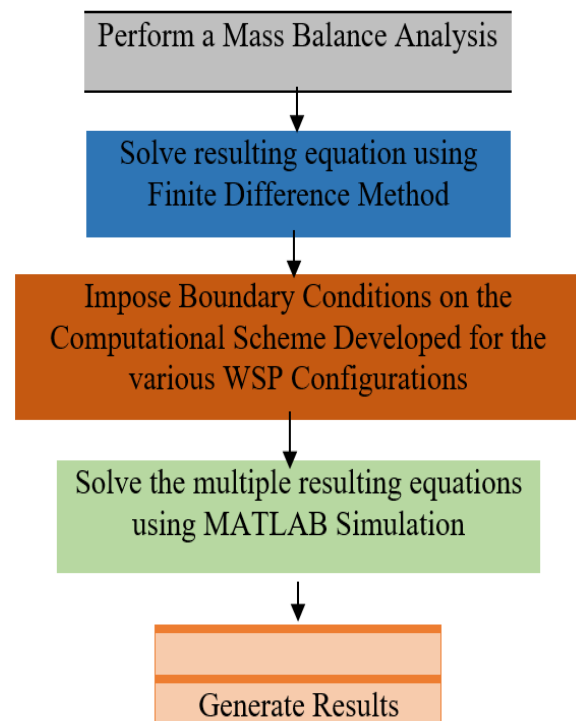 Perform a Mass Balance Analysis
Solve resulting equation using
Finite Difference Method
Impose Boundary Conditions on the
Computational Scheme Developed for the
various WSP Configurations
Solve the multiple resulting equations
using MATLAB Simulation
Generate Results